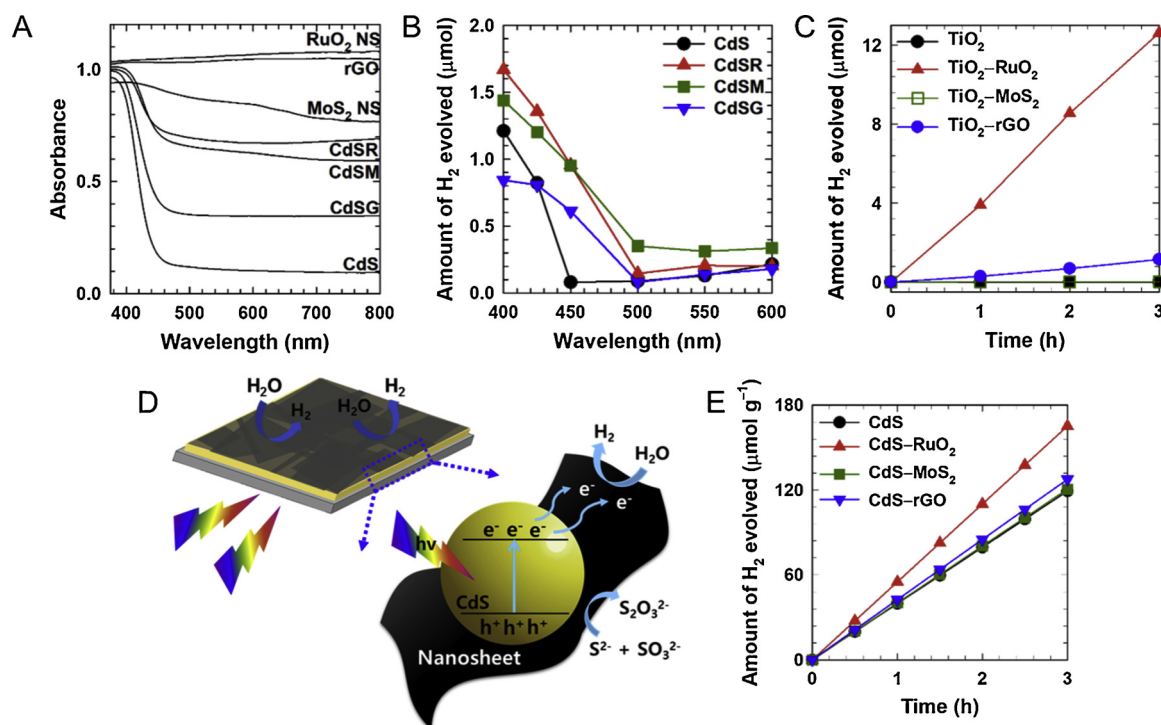 A
Absorbance
1.0
0.5
0.0
RuO₂ NS
rGO
MoS₂ NS
CdSR
CdSM
CdSG
CdS
400 500 600 700 800
Wavelength (nm)
B
Amount of H₂ evolved (μmol)
2.0
1.5
1.0
0.5
0.0
CdS
CdSR
CdSM
CdSG
400 450 500 550 600
Wavelength (nm)
C
Amount of H₂ evolved (μmol)
12
8
4
0
TiO₂
TiO₂–RuO₂
TiO₂–MoS₂
TiO₂–rGO
0 1 2 3
Time (h)
D
H₂O H₂
H₂ H₂O
H₂
H₂O
e⁻ e⁻
e⁻ e⁻ e⁻
hν
CdS
h⁺ h⁺ h⁺
S₂O₃²⁻
S²⁻ + SO₃²⁻
Nanosheet
E
Amount of H₂ evolved (μmol g⁻¹)
180
120
60
0
CdS
CdS–RuO₂
CdS–MoS₂
CdS–rGO
0 1 2 3
Time (h)